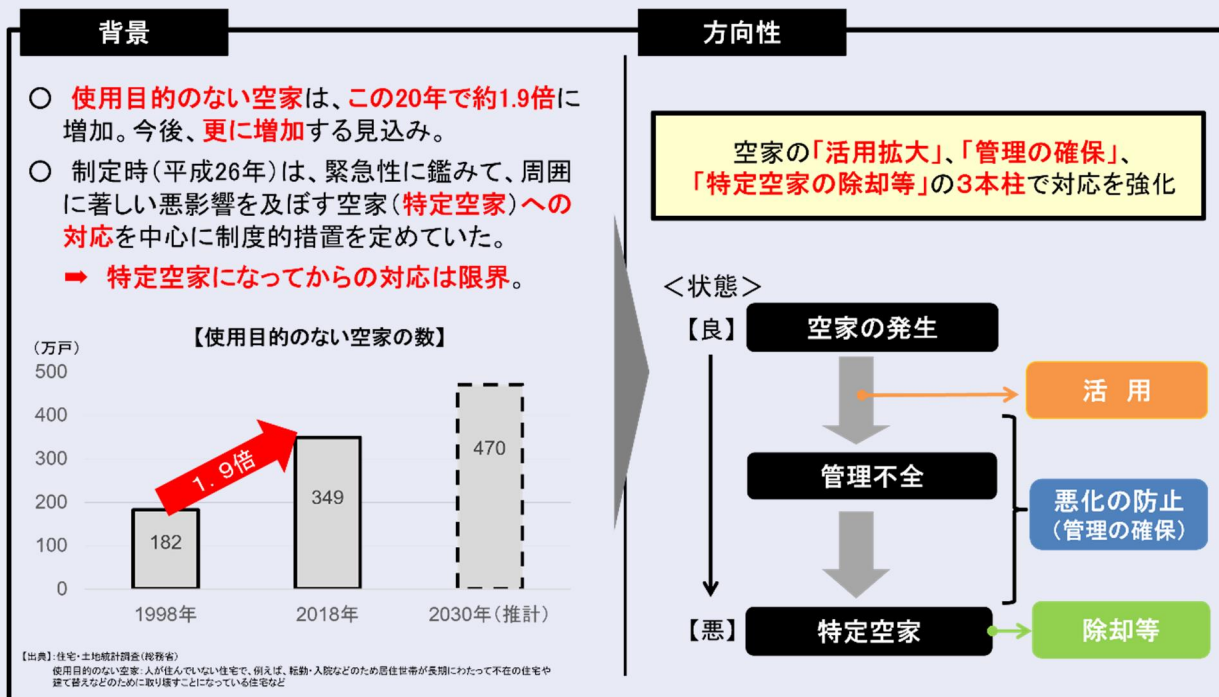 背景
○ 使用目的のない空家は、この20年で約1.9倍に
増加。今後、更に増加する見込み。
○ 制定時(平成26年)は、緊急性に鑑みて、周囲
に著しい悪影響を及ぼす空家(特定空家)への
対応を中心に制度的措置を定めていた。
➡ 特定空家になってからの対応は限界。
【使用目的のない空家の数】
(万戸)
500
400
300
200
100
0
1.9倍
182
349
470
1998年
2018年
2030年(推計)
【出典】:住宅・土地統計調査(総務省)
使用目的のない空家:人が住んでいない住宅で、例えば、転勤・入院などのため居住世帯が長期にわたって不在の住宅や
建て替えなどのために取り壊すことになっている住宅など
方向性
空家の「活用拡大」、「管理の確保」、
「特定空家の除却等」の3本柱で対応を強化
<状態>
【良】
空家の発生
活 用
管理不全
悪化の防止
(管理の確保)
【悪】
特定空家
除却等